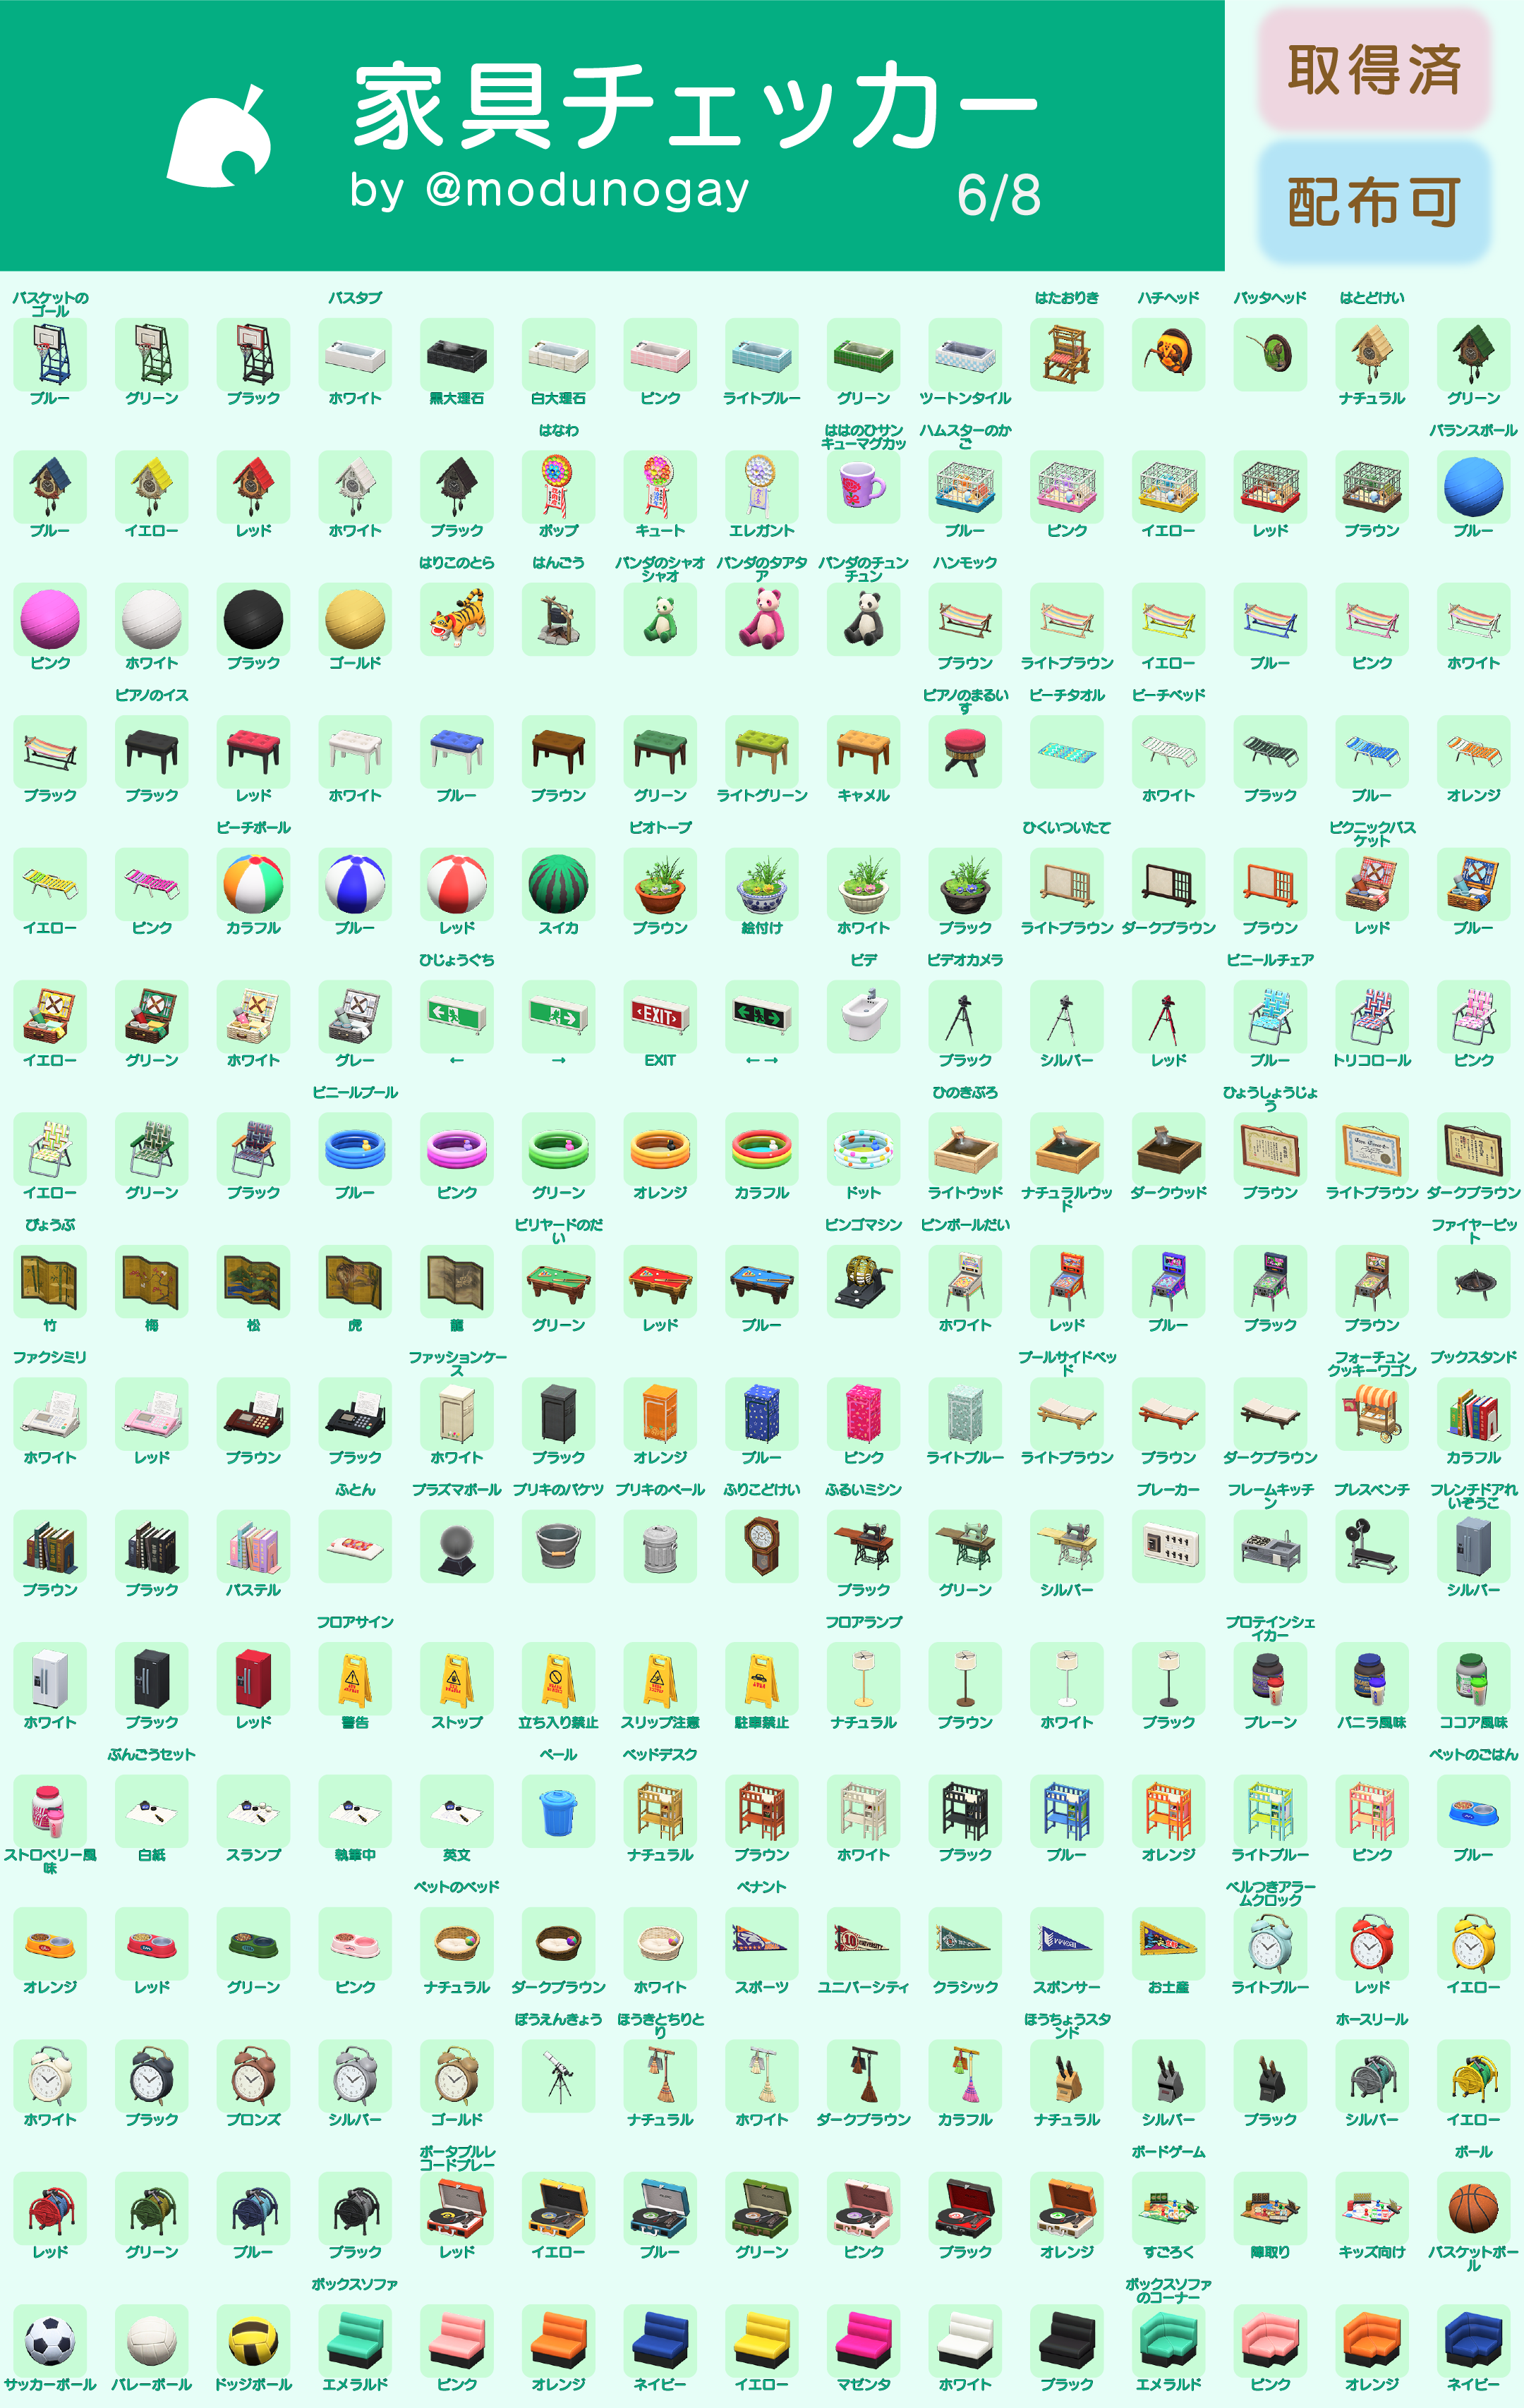 家具チェッカー
by @modunogay
6/8
取得済
配布可
バスケットの
ゴール
バスタブ
はたおりき
ハチヘッド
バッタヘッド
はとどけい
ブルー
グリーン
ブラック
ホワイト
黒大理石
白大理石
ピンク
ライトブルー
グリーン
ツートンタイル
ナチュラル
グリーン
はなわ
ははのひサン
キューマグカッ
ハムスターのか
ご
バランスボール
ブルー
イエロー
レッド
ホワイト
ブラック
ポップ
キュート
エレガント
ブルー
ピンク
イエロー
レッド
ブラウン
ブルー
はりこのとら
はんごう
パンダのシャオ
シャオ
パンダのタアタ
ア
パンダのチュン
チュン
ハンモック
ピンク
ホワイト
ブラック
ゴールド
ブラウン
ライトブラウン
イエロー
ブルー
ピンク
ホワイト
ピアノのイス
ピアノのまるい
す
ビーチタオル
ビーチベッド
ブラック
ブラック
レッド
ホワイト
ブルー
ブラウン
グリーン
ライトグリーン
キャメル
ホワイト
ブラック
ブルー
オレンジ
ビーチボール
ビオトープ
ひくいついたて
ピクニックバス
ケット
イエロー
ピンク
カラフル
ブルー
レッド
スイカ
ブラウン
絵付け
ホワイト
ブラック
ライトブラウン
ダークブラウン
ブラウン
レッド
ブルー
ひじょうぐち
ビデ
ビデオカメラ
ビニールチェア
EXIT
イエロー
グリーン
ホワイト
グレー
←
→
EXIT
← →
ブラック
シルバー
レッド
ブルー
トリコロール
ピンク
ビニールプール
ひのきぶろ
ひょうしょうじょ
う
イエロー
グリーン
ブラック
ブルー
ピンク
グリーン
オレンジ
カラフル
ドット
ライトウッド
ナチュラルウッ
ド
ダークウッド
ブラウン
ライトブラウン
ダークブラウン
びょうぶ
ビリヤードのだ
い
ビンゴマシン
ピンボールだい
ファイヤーピッ
ト
竹
梅
松
虎
龍
グリーン
レッド
ブルー
ホワイト
レッド
ブルー
ブラック
ブラウン
ファクシミリ
ファッションケー
ス
プールサイドベッ
ド
フォーチュン
クッキーワゴン
ブックスタンド
ホワイト
レッド
ブラウン
ブラック
ホワイト
ブラック
オレンジ
ブルー
ピンク
ライトブルー
ライトブラウン
ブラウン
ダークブラウン
カラフル
ふとん
プラズマボール
ブリキのバケツ
ブリキのペール
ふりこどけい
ふるいミシン
ブレーカー
フレームキッチ
ン
プレスベンチ
フレンチドアれ
いぞうこ
ブラウン
ブラック
パステル
ブラック
グリーン
シルバー
シルバー
フロアサイン
フロアランプ
プロテインシェ
イカー
ホワイト
ブラック
レッド
警告
ストップ
立ち入り禁止
スリップ注意
駐車禁止
ナチュラル
ブラウン
ホワイト
ブラック
プレーン
バニラ風味
ココア風味
ぶんごうセット
ペール
ベッドデスク
ペットのごはん
ストロベリー風
味
白紙
スランプ
執筆中
英文
ナチュラル
ブラウン
ホワイト
ブラック
ブルー
オレンジ
ライトブルー
ピンク
ブルー
ペットのベッド
ペナント
ベルつきアラー
ムクロック
オレンジ
レッド
グリーン
ピンク
ナチュラル
ダークブラウン
ホワイト
スポーツ
ユニバーシティ
クラシック
スポンサー
お土産
ライトブルー
レッド
イエロー
ぼうえんきょう
ほうきとちりと
り
ほうちょうスタ
ンド
ホースリール
ホワイト
ブラック
ブロンズ
シルバー
ゴールド
ナチュラル
ホワイト
ダークブラウン
カラフル
ナチュラル
シルバー
ブラック
シルバー
イエロー
ポータブルレ
コードプレー
ボードゲーム
ボール
レッド
グリーン
ブルー
ブラック
レッド
イエロー
ブルー
グリーン
ピンク
ブラック
オレンジ
すごろく
陣取り
キッズ向け
バスケットボー
ル
ボックスソファ
ボックスソファ
のコーナー
サッカーボール
バレーボール
ドッジボール
エメラルド
ピンク
オレンジ
ネイビー
イエロー
マゼンタ
ホワイト
ブラック
エメラルド
ピンク
オレンジ
ネイビー